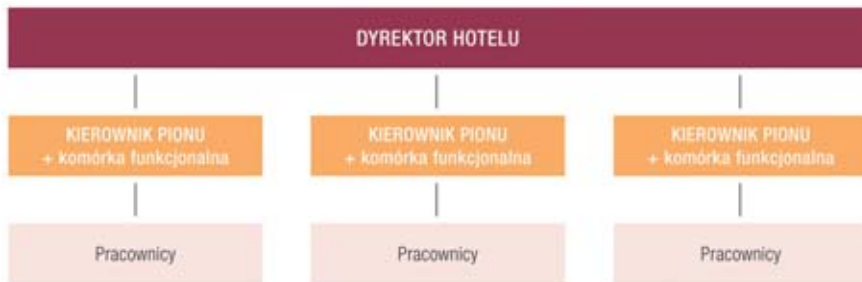 DYREKTOR HOTELU
KIEROWNIK PIONU
+ komórka funkcjonalna
KIEROWNIK PIONU
+ komórka funkcjonalna
KIEROWNIK PIONU
+ komórka funkcjonalna
Pracownicy
Pracownicy
Pracownicy